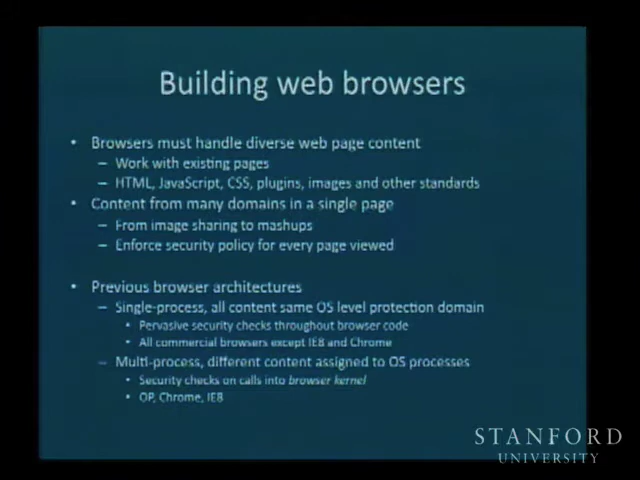 Building web browsers
• Browsers must handle diverse web page content
– Work with existing pages
– HTML, JavaScript, CSS, plugins, images and other standards
• Content from many domains in a single page
– From image sharing to mashups
– Enforce security policy for every page viewed
• Previous browser architectures
– Single-process, all content same OS level protection domain
• Pervasive security checks throughout browser code
• All commercial browsers except IE8 and Chrome
– Multi-process, different content assigned to OS processes
• Security checks on calls into browser kernel
• OP, Chrome, IE8
STANFORD
UNIVERSITY